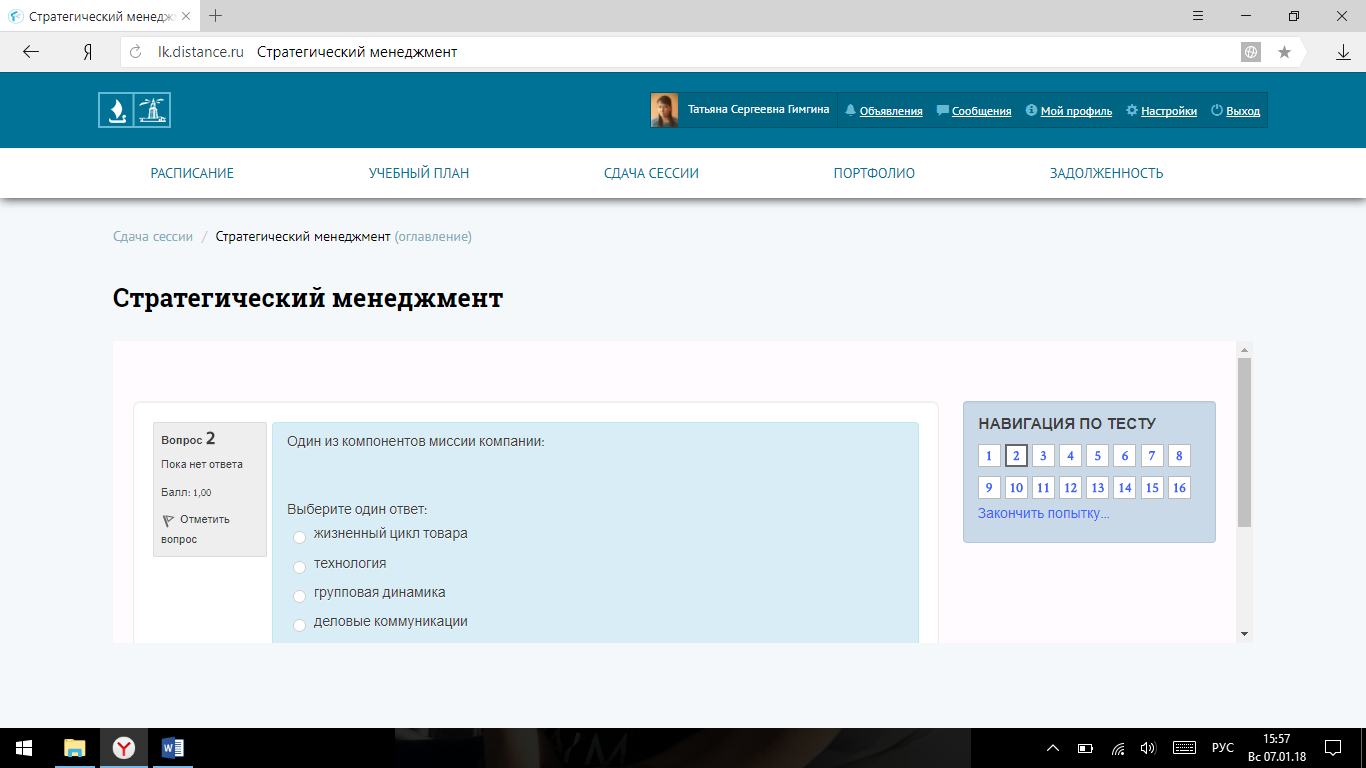 Стратегический менеджм
lk.distance.ru Стратегический менеджмент
Татьяна Сергеевна Гимгина Объявления Сообщения Мой профиль Настройки Выход
РАСПИСАНИЕ УЧЕБНЫЙ ПЛАН СДАЧА СЕССИИ ПОРТФОЛИО ЗАДОЛЖЕННОСТЬ
Сдача сессии / Стратегический менеджмент (оглавление)
Стратегический менеджмент
Вопрос 2
Пока нет ответа
Балл: 1,00
Отметить
вопрос
Один из компонентов миссии компании:
Выберите один ответ:
жизненный цикл товара
технология
групповая динамика
деловые коммуникации
НАВИГАЦИЯ ПО ТЕСТУ
1 2 3 4 5 6 7 8
9 10 11 12 13 14 15 16
Закончить попытку...
РУС
15:57
Вс 07.01.18